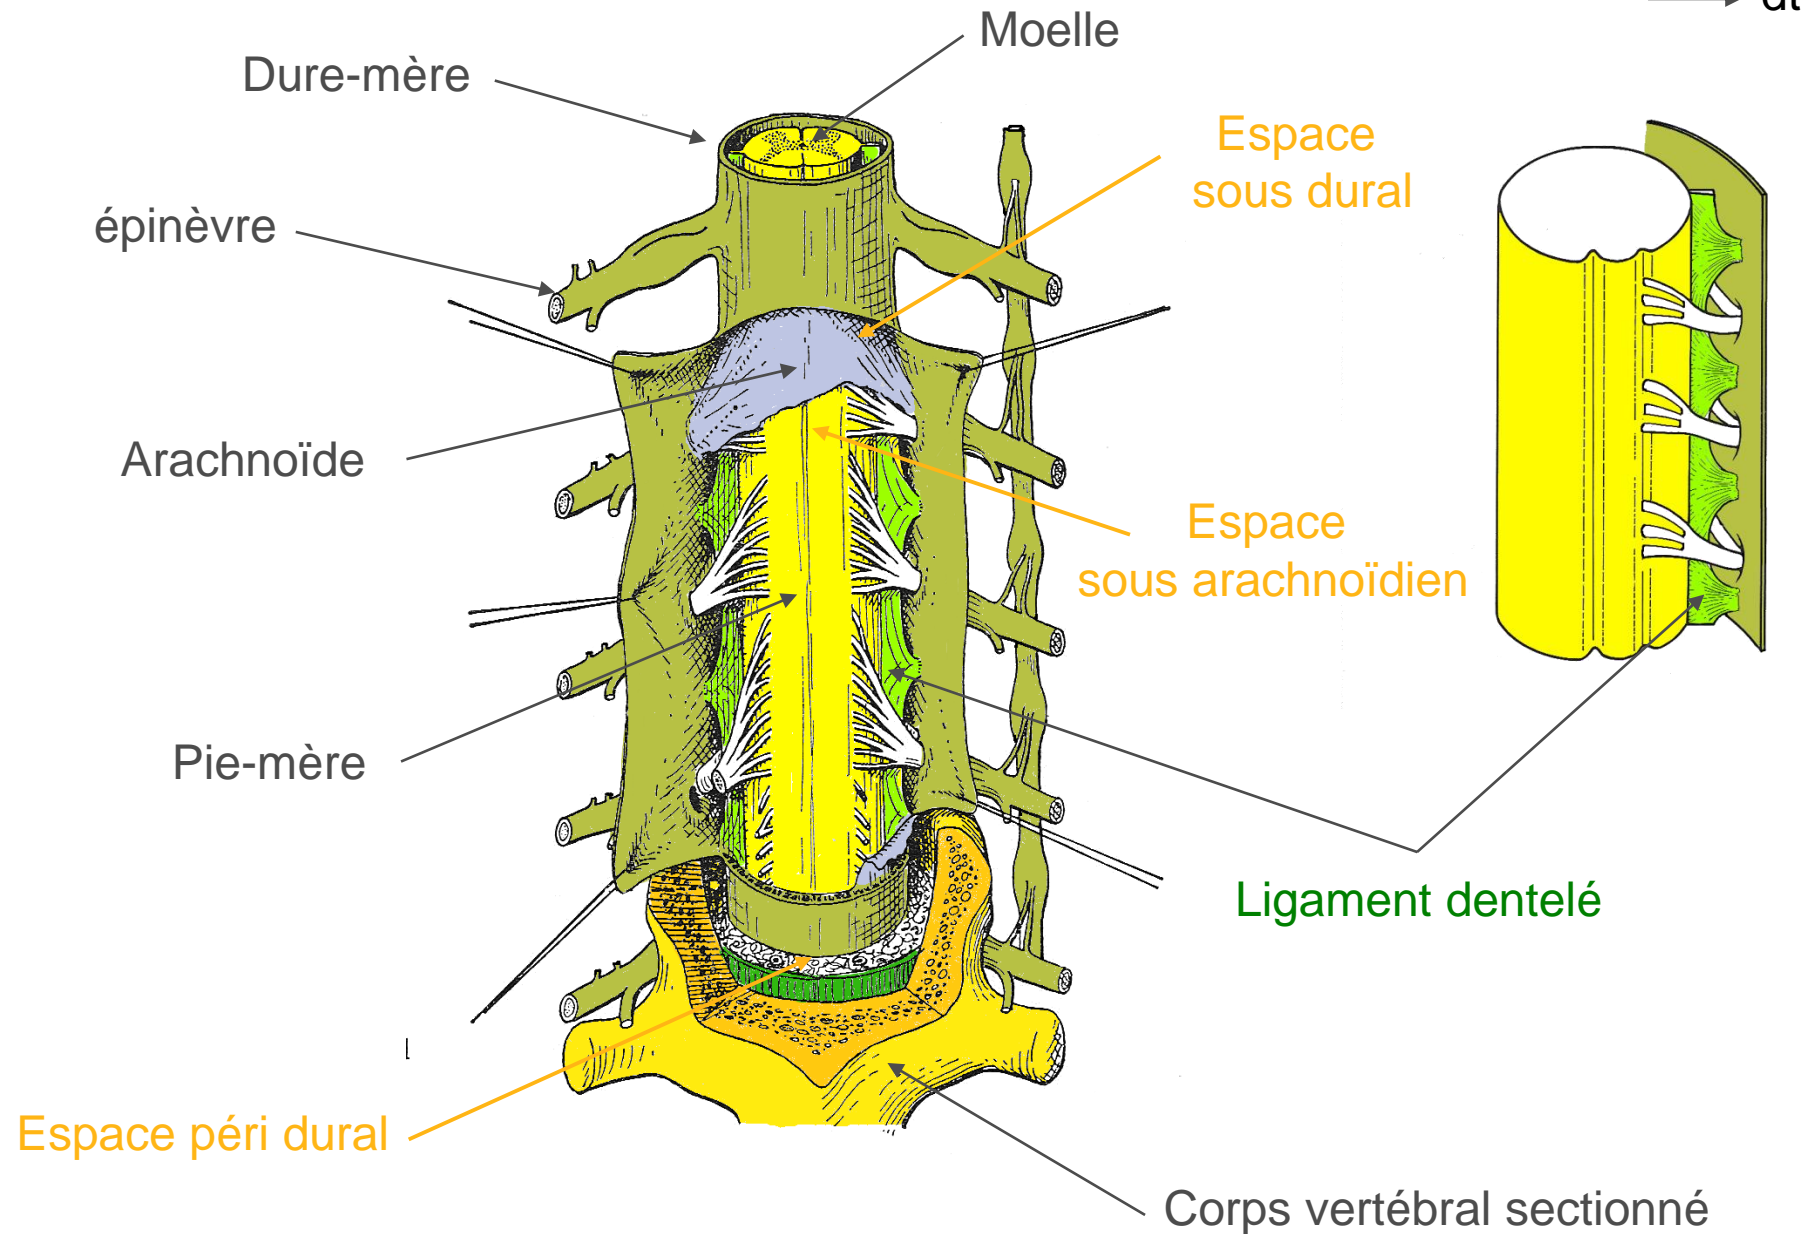 Moelle
Dure-mère
Espace
sous dural
épinèvre
Arachnoïde
Espace
sous arachnoïdien
Pie-mère
Ligament dentelé
Espace péri dural
Corps vertébral sectionné